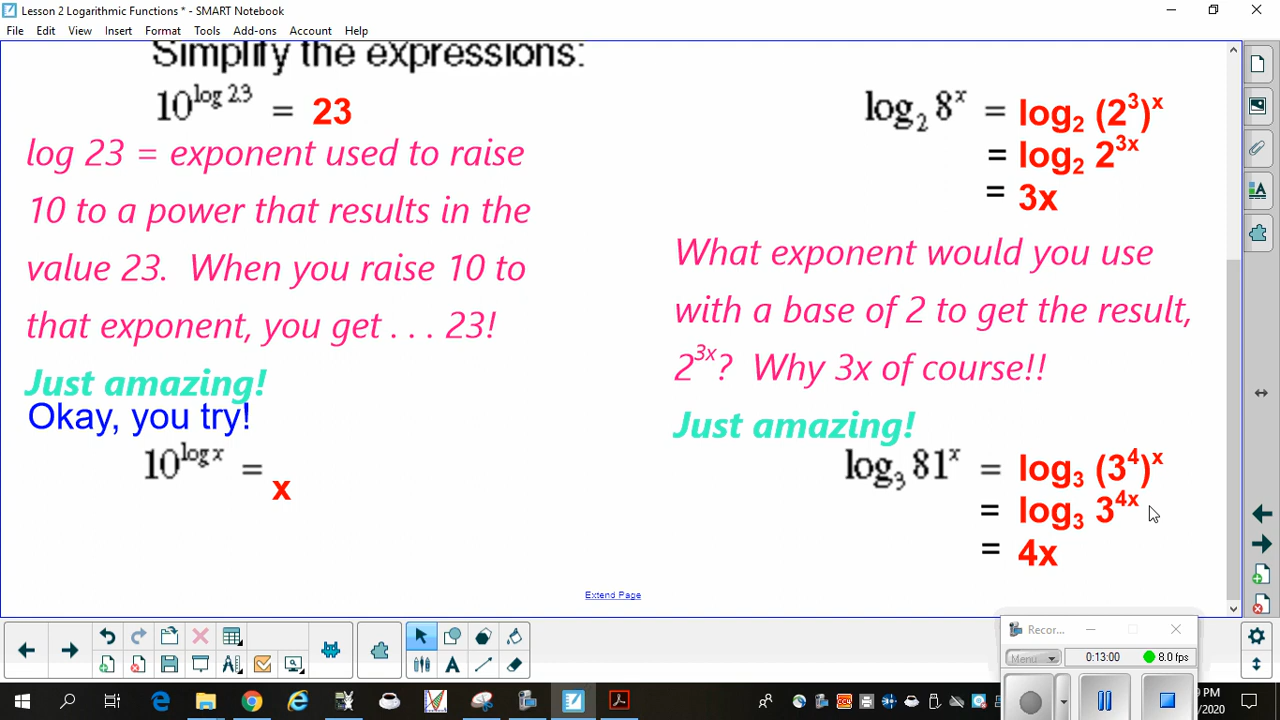 Lesson 2 Logarithmic Functions * - SMART Notebook
File Edit View Insert Format Tools Add-ons Account Help
Simplify the expressions:
10^log 23 = 23
log 23 = exponent used to raise
10 to a power that results in the
value 23. When you raise 10 to
that exponent, you get . . . 23!
Just amazing!
Okay, you try!
10^log x =
x
log₂ 8^x = log₂ (2³)^x
= log₂ 2^3x
= 3x
What exponent would you use
with a base of 2 to get the result,
2^3x? Why 3x of course!!
Just amazing!
log₃ 81^x = log₃ (3⁴)^x
= log₃ 3^4x
= 4x
Extend Page
Recor...
Menu 0:13:00 8.0 fps